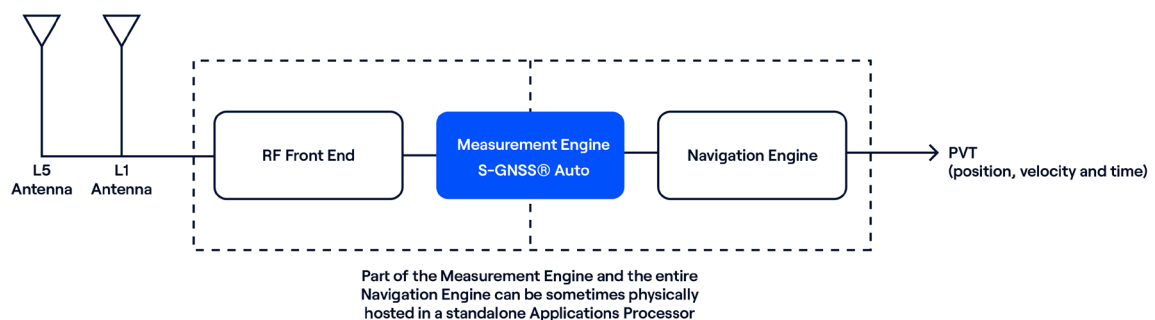 L5
Antenna
L1
Antenna
RF Front End
Measurement Engine
S-GNSS® Auto
Navigation Engine
PVT
(position, velocity and time)
Part of the Measurement Engine and the entire
Navigation Engine can be sometimes physically
hosted in a standalone Applications Processor